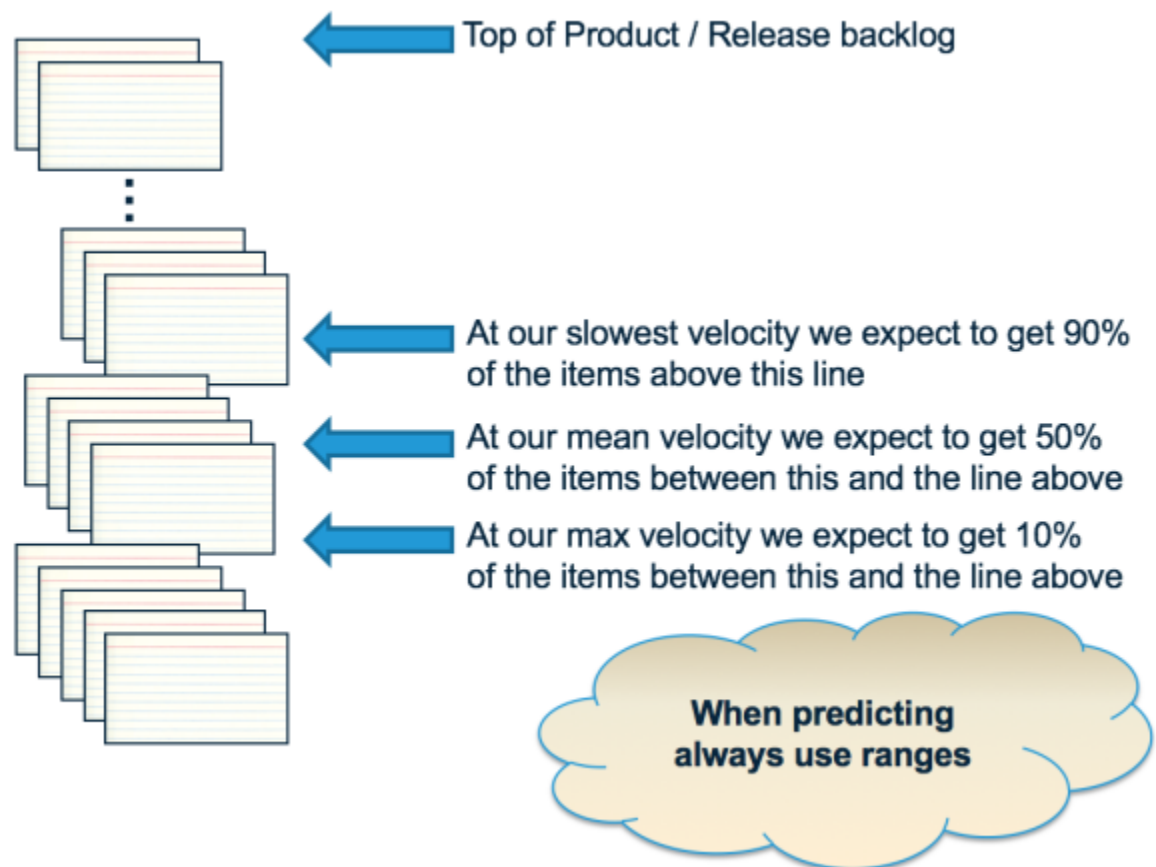 Top of Product / Release backlog
At our slowest velocity we expect to get 90%
of the items above this line
At our mean velocity we expect to get 50%
of the items between this and the line above
At our max velocity we expect to get 10%
of the items between this and the line above
When predicting
always use ranges